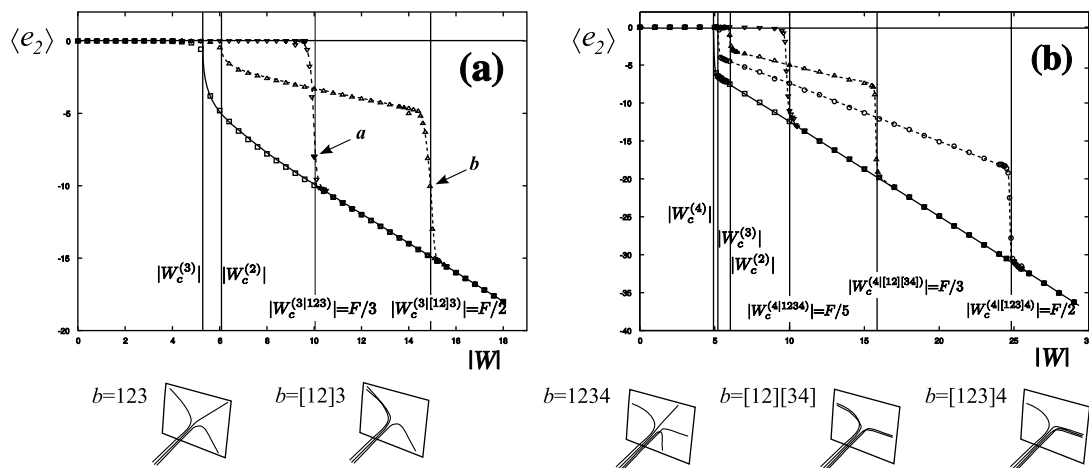 ⟨e₂⟩
(a)
0
-5
-10
-15
-20
a
b
|W_c^(3)|
|W_c^(2)|
|W_c^(3|123)|=F/3
|W_c^(3|[12]3)|=F/2
0 2 4 6 8 10 12 14 16 18
|W|
b=123
b=[12]3
⟨e₂⟩
(b)
0
-5
-10
-15
-20
-25
-30
-35
-40
|W_c^(4)|
|W_c^(3)|
|W_c^(2)|
|W_c^(4|[12][34])|=F/3
|W_c^(4|1234)|=F/5
|W_c^(4|[123]4)|=F/2
0 5 10 15 20 25 30
|W|
b=1234
b=[12][34]
b=[123]4